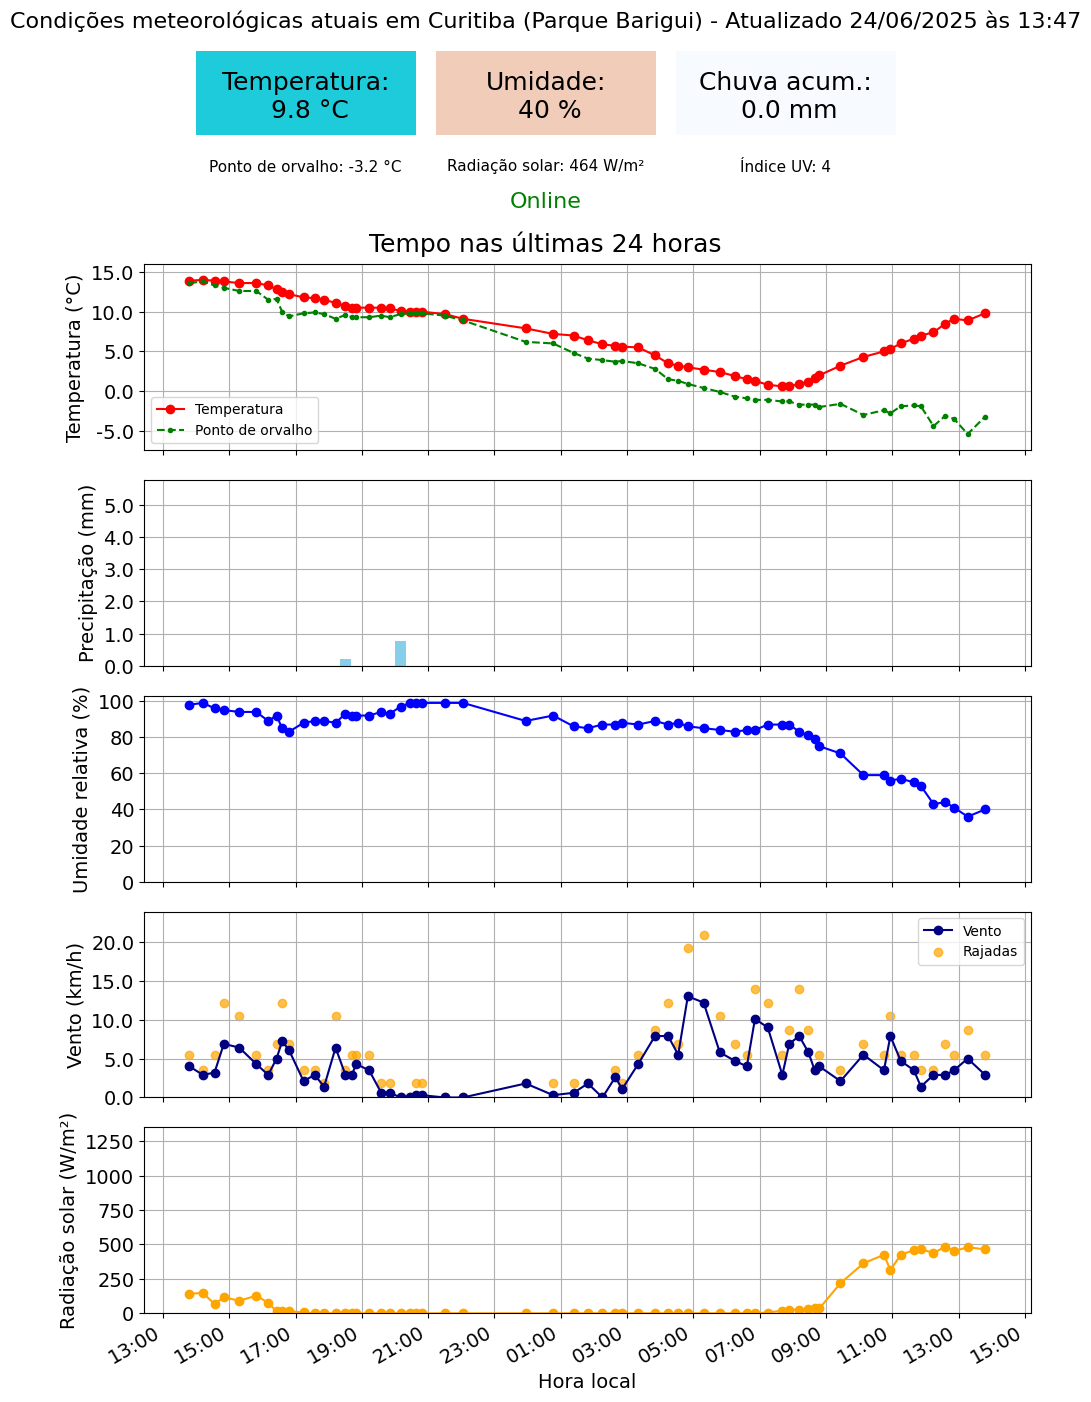 Condições meteorológicas atuais em Curitiba (Parque Barigui) - Atualizado 24/06/2025 às 13:47
Temperatura:
9.8 °C
Umidade:
40 %
Chuva acum.:
0.0 mm
Ponto de orvalho: -3.2 °C
Radiação solar: 464 W/m²
Índice UV: 4
Online
Tempo nas últimas 24 horas
Temperatura (°C)
15.0
10.0
5.0
0.0
-5.0
Temperatura
Ponto de orvalho
Precipitação (mm)
5.0
4.0
3.0
2.0
1.0
0.0
Umidade relativa (%)
100
80
60
40
20
0
Vento (km/h)
20.0
15.0
10.0
5.0
0.0
Vento
Rajadas
Radiação solar (W/m²)
1250
1000
750
500
250
0
13:00
15:00
17:00
19:00
21:00
23:00
01:00
03:00
05:00
07:00
09:00
11:00
13:00
15:00
Hora local